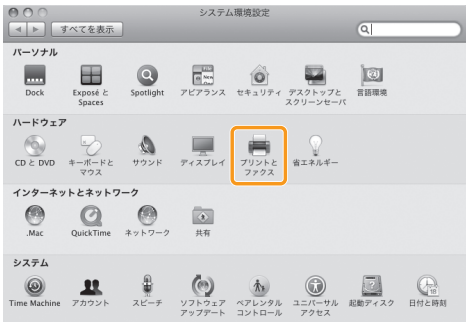 システム環境設定
すべてを表示
パーソナル
Dock
Exposé と
Spaces
Spotlight
アピアランス
セキュリティ
デスクトップと
スクリーンセーバ
言語環境
ハードウェア
CD と DVD
キーボードと
マウス
サウンド
ディスプレイ
プリントと
ファクス
省エネルギー
インターネットとネットワーク
.Mac
QuickTime
ネットワーク
共有
システム
Time Machine
アカウント
スピーチ
ソフトウェア
アップデート
ペアレンタル
コントロール
ユニバーサル
アクセス
起動ディスク
日付と時刻